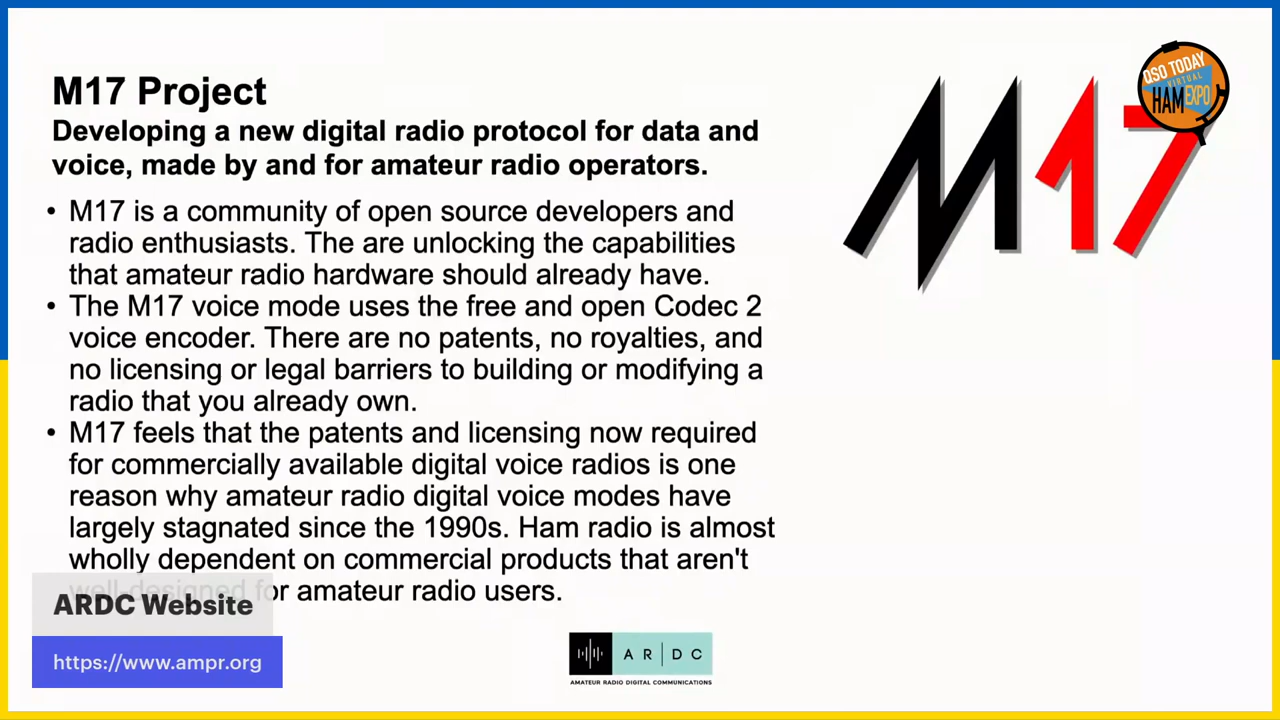 M17 Project
Developing a new digital radio protocol for data and
voice, made by and for amateur radio operators.
• M17 is a community of open source developers and
radio enthusiasts. The are unlocking the capabilities
that amateur radio hardware should already have.
• The M17 voice mode uses the free and open Codec 2
voice encoder. There are no patents, no royalties, and
no licensing or legal barriers to building or modifying a
radio that you already own.
• M17 feels that the patents and licensing now required
for commercially available digital voice radios is one
reason why amateur radio digital voice modes have
largely stagnated since the 1990s. Ham radio is almost
wholly dependent on commercial products that aren't
well-designed for amateur radio users.
M17
QSO TODAY
VIRTUAL
HAM EXPO
ARDC Website
https://www.ampr.org
AR|DC
AMATEUR RADIO DIGITAL COMMUNICATIONS